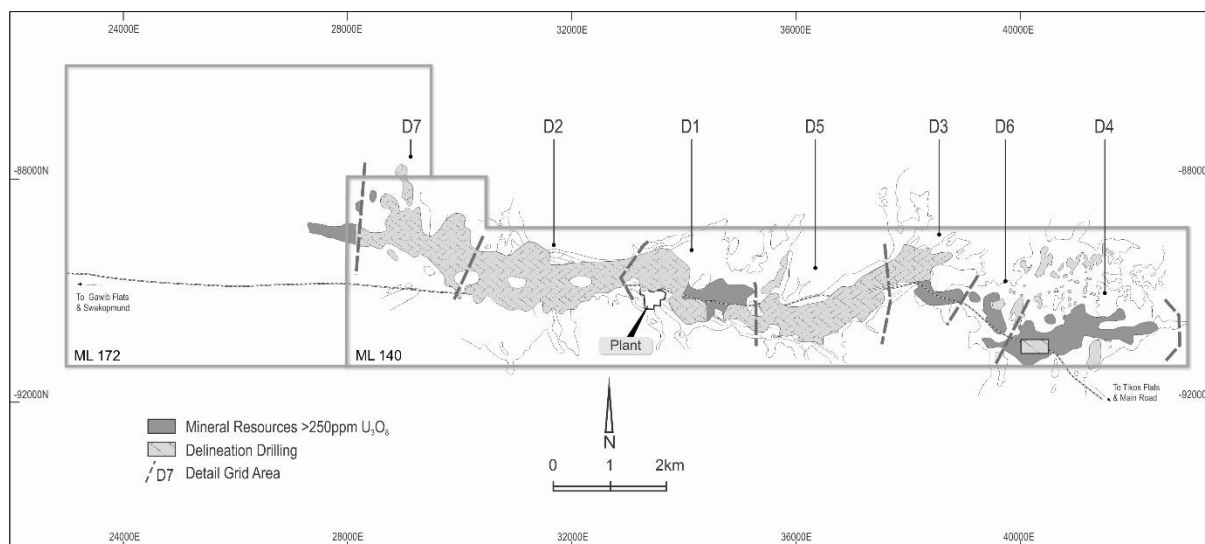 24000E 28000E 32000E 36000E 40000E
D7 D2 D1 D5 D3 D6 D4
-88000N -88000N
To Gawib Flats
& Swakopmund
Plant
ML 172 ML 140
To Tikos Flats
& Main Road
-92000N -92000N
Mineral Resources >250ppm U₃O₈
Delineation Drilling
D7 Detail Grid Area
N
0 1 2km
24000E 28000E 32000E 36000E 40000E